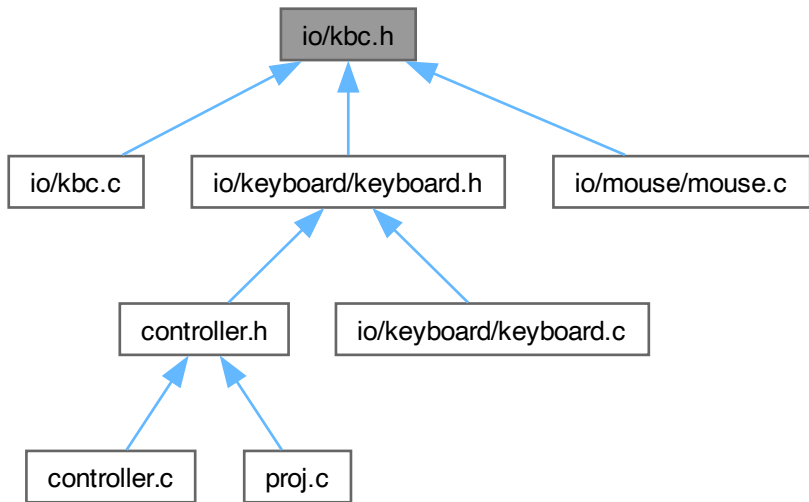 io/kbc.h
io/kbc.c
io/keyboard/keyboard.h
io/mouse/mouse.c
controller.h
io/keyboard/keyboard.c
controller.c
proj.c